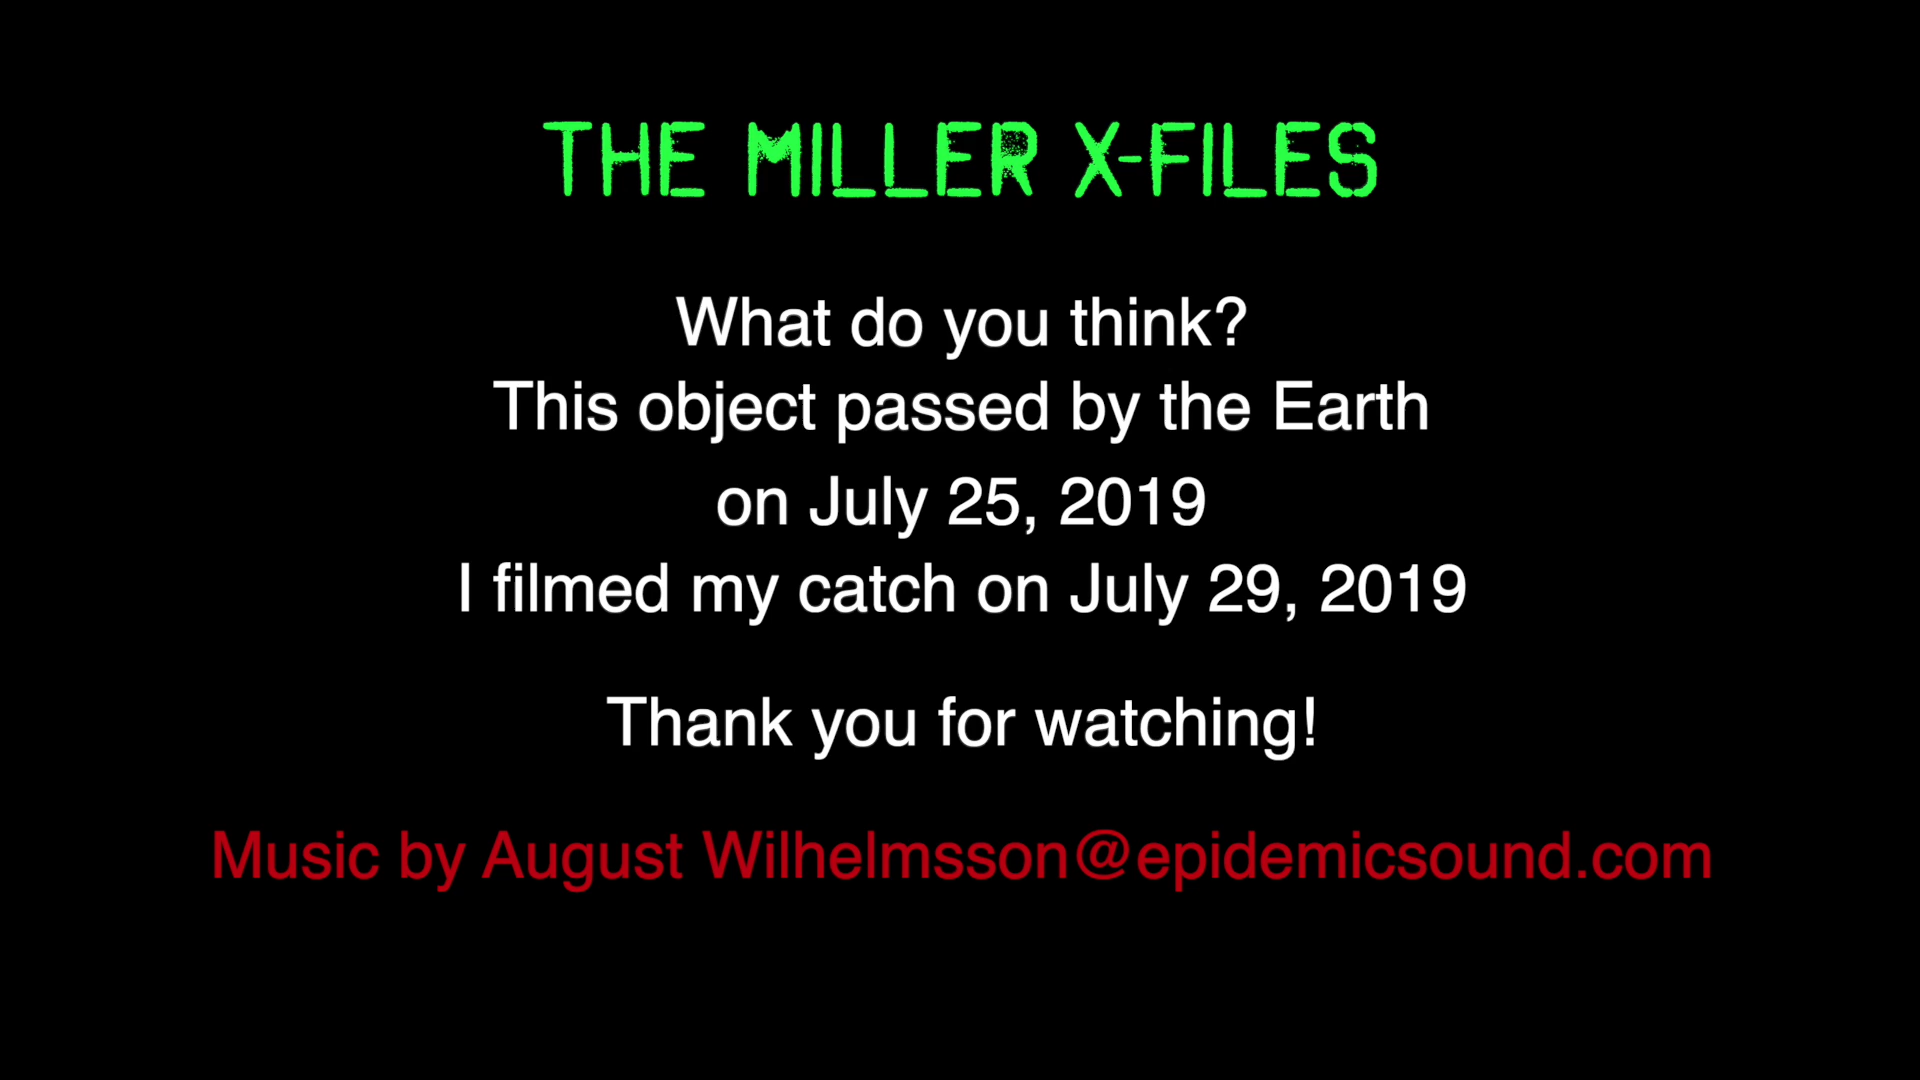 THE MILLER X-FILES
What do you think?
This object passed by the Earth
on July 25, 2019
I filmed my catch on July 29, 2019
Thank you for watching!
Music by August Wilhelmsson@epidemicsound.com